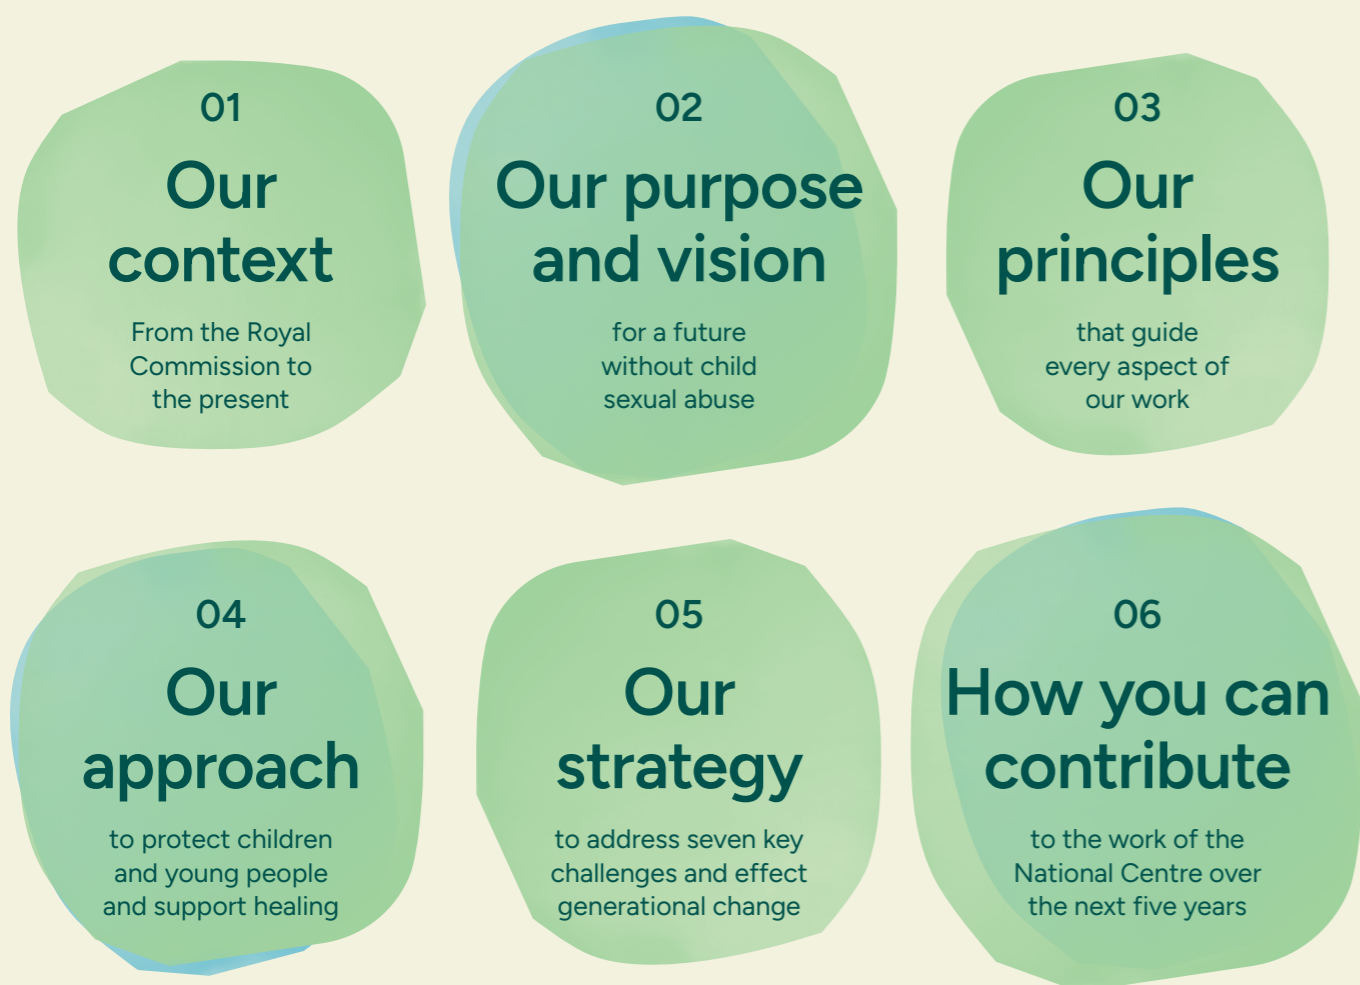 01
Our
context
From the Royal
Commission to
the present
02
Our purpose
and vision
for a future
without child
sexual abuse
03
Our
principles
that guide
every aspect of
our work
04
Our
approach
to protect children
and young people
and support healing
05
Our
strategy
to address seven key
challenges and effect
generational change
06
How you can
contribute
to the work of the
National Centre over
the next five years